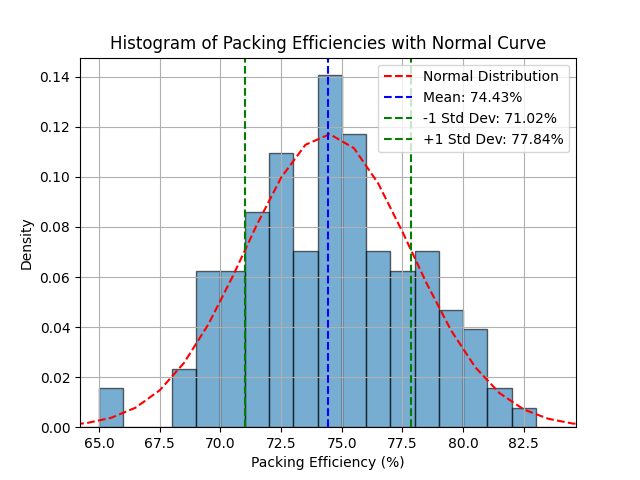 Histogram of Packing Efficiencies with Normal Curve
Normal Distribution
Mean: 74.43%
-1 Std Dev: 71.02%
+1 Std Dev: 77.84%
Density
0.14
0.12
0.10
0.08
0.06
0.04
0.02
0.00
65.0 67.5 70.0 72.5 75.0 77.5 80.0 82.5
Packing Efficiency (%)